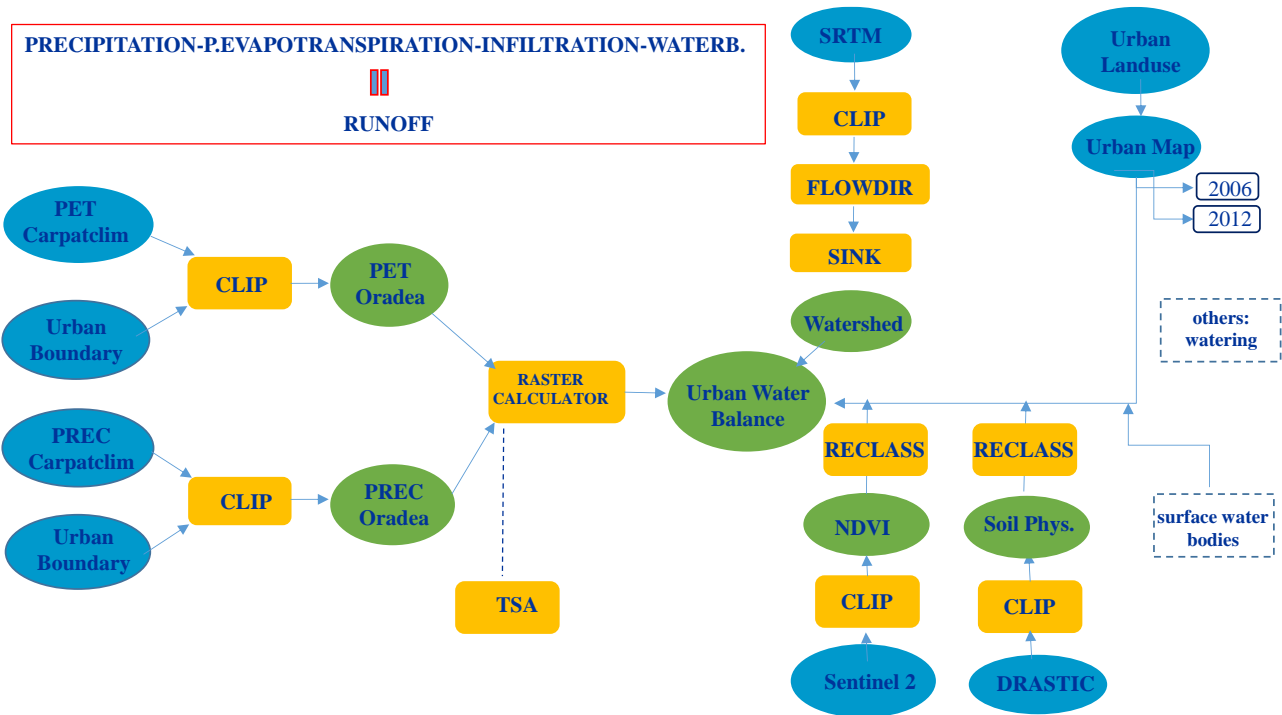 PRECIPITATION-P.EVAPOTRANSPIRATION-INFILTRATION-WATERB.
RUNOFF
SRTM
CLIP
FLOWDIR
SINK
Urban
Landuse
Urban Map
2006
2012
PET
Carpatclim
Urban
Boundary
CLIP
PET
Oradea
PREC
Carpatclim
Urban
Boundary
CLIP
PREC
Oradea
RASTER
CALCULATOR
TSA
Watershed
Urban Water
Balance
others:
watering
RECLASS
NDVI
CLIP
Sentinel 2
RECLASS
Soil Phys.
CLIP
DRASTIC
surface water
bodies